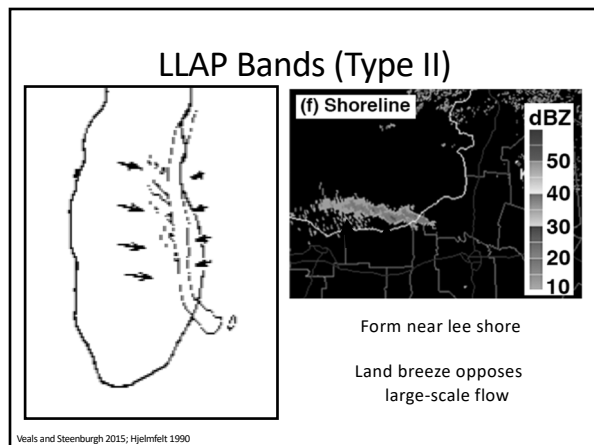 LLAP Bands (Type II)
(f) Shoreline
dBZ
50
40
30
20
10
Form near lee shore
Land breeze opposes
large-scale flow
Veals and Steenburgh 2015; Hjelmfelt 1990